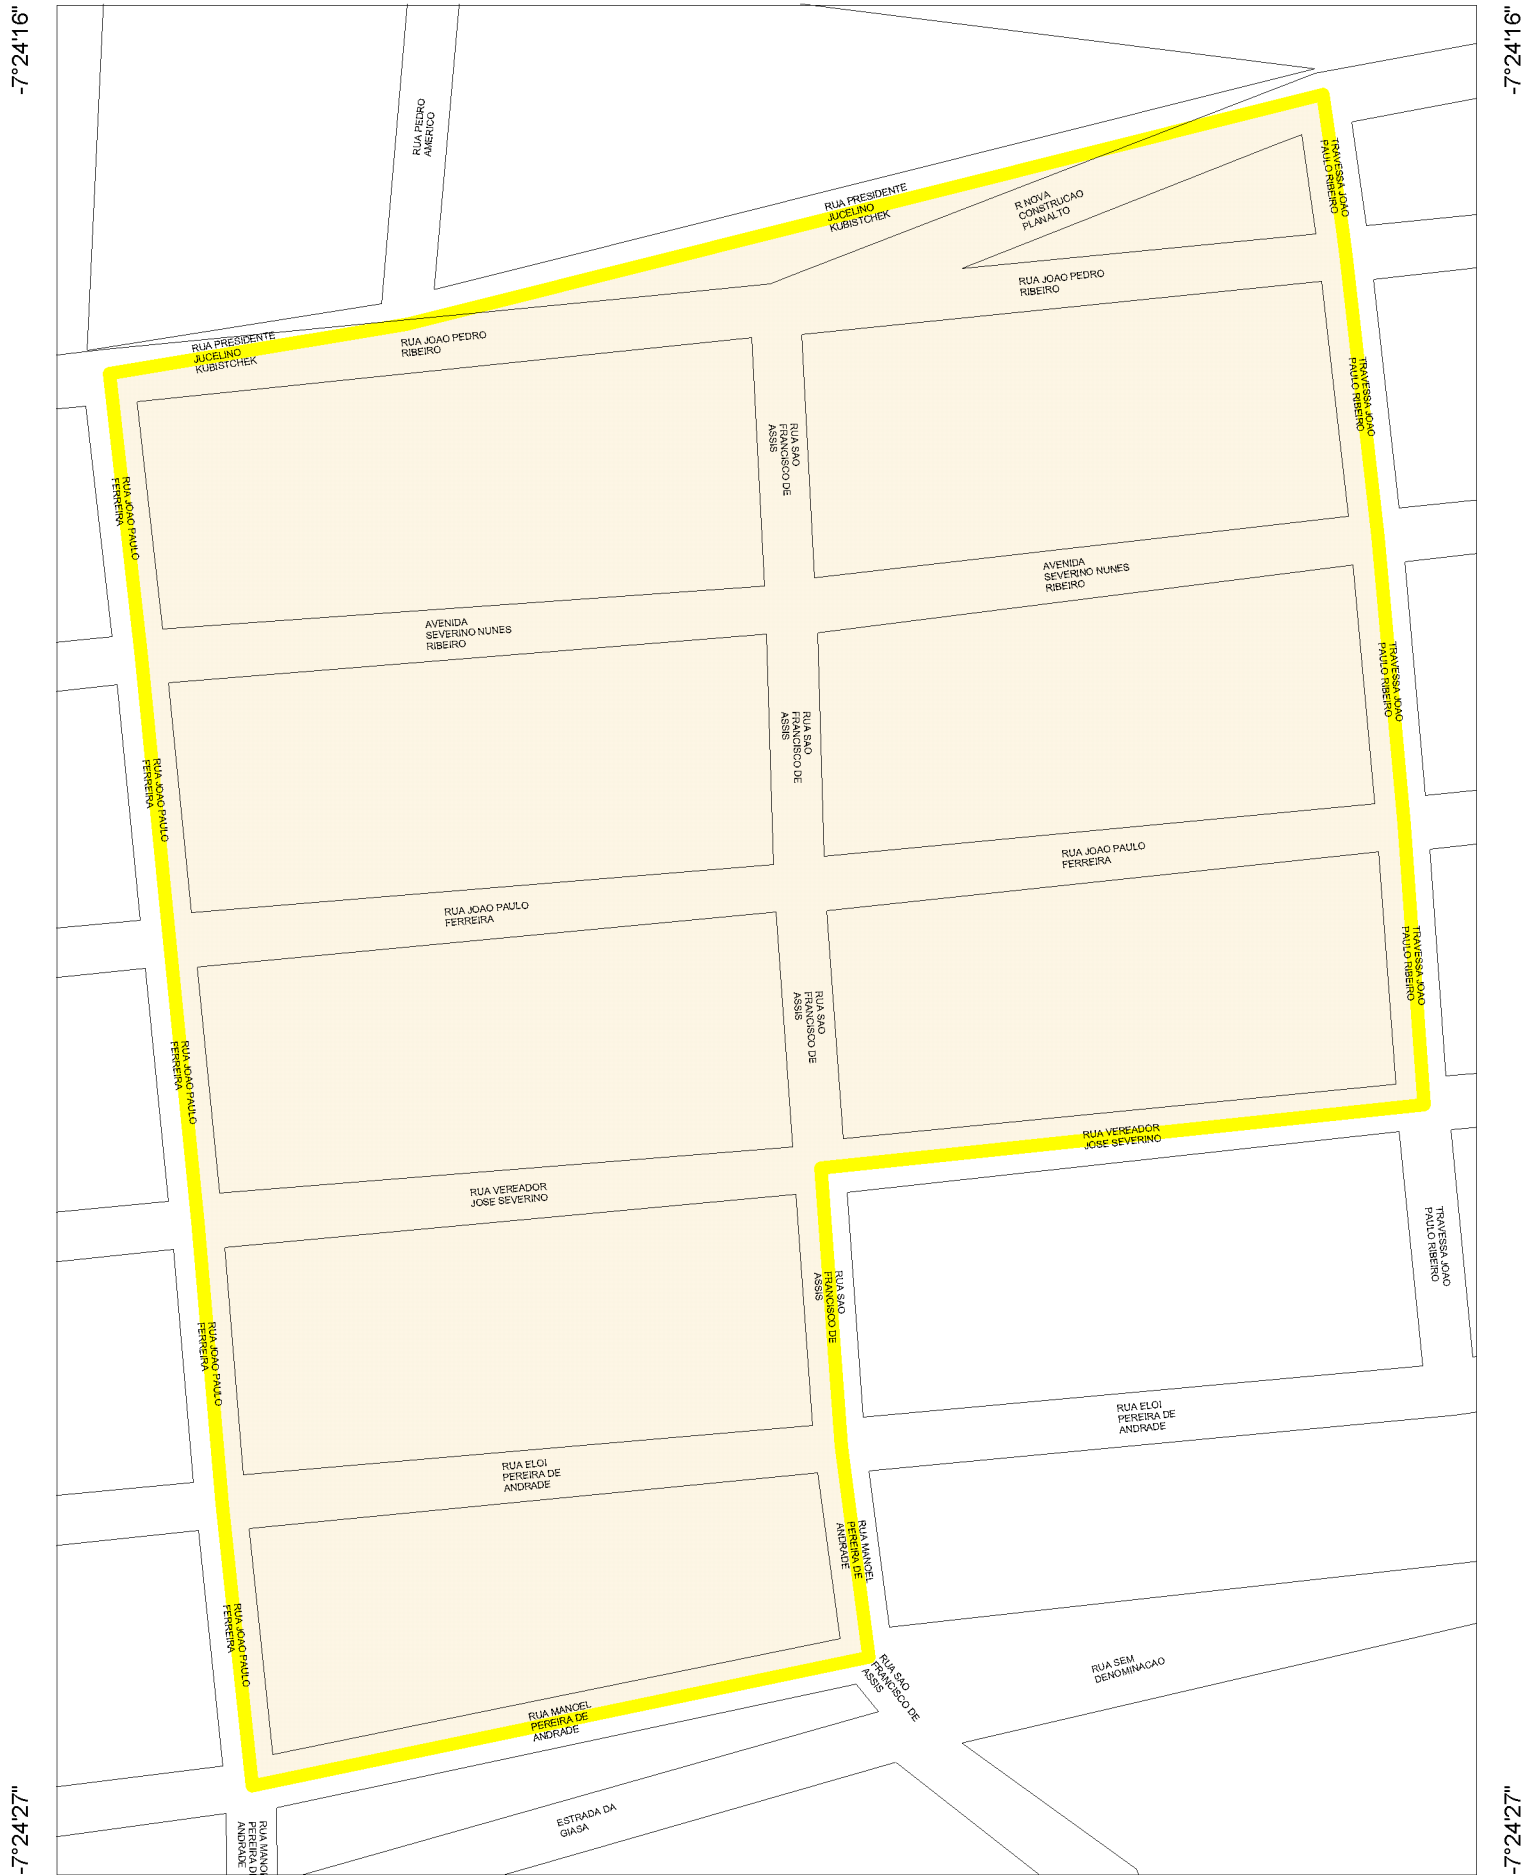 -7°24'16"
-7°24'16"
RUA PEDRO
AMERICO
RUA PRESIDENTE
JUCELINO
KUBISTCHEK
R NOVA
CONSTRUCAO
PLANALTO
TRAVESSA JOAO
PAULO RIBEIRO
RUA JOAO PEDRO
RIBEIRO
RUA PRESIDENTE
JUCELINO
KUBISTCHEK
RUA JOAO PEDRO
RIBEIRO
TRAVESSA JOAO
PAULO RIBEIRO
RUA SAO
FRANCISCO DE
ASSIS
RUA JOAO PAULO
FERREIRA
AVENIDA
SEVERINO NUNES
RIBEIRO
AVENIDA
SEVERINO NUNES
RIBEIRO
TRAVESSA JOAO
PAULO RIBEIRO
RUA SAO
FRANCISCO DE
ASSIS
RUA JOAO PAULO
FERREIRA
RUA JOAO PAULO
FERREIRA
RUA JOAO PAULO
FERREIRA
TRAVESSA JOAO
PAULO RIBEIRO
RUA SAO
FRANCISCO DE
ASSIS
RUA JOAO PAULO
FERREIRA
RUA VEREADOR
JOSE SEVERINO
RUA VEREADOR
JOSE SEVERINO
TRAVESSA JOAO
PAULO RIBEIRO
RUA SAO
FRANCISCO DE
ASSIS
RUA JOAO PAULO
FERREIRA
RUA ELOI
PEREIRA DE
ANDRADE
RUA ELOI
PEREIRA DE
ANDRADE
RUA MANOEL
PEREIRA DE
ANDRADE
RUA JOAO PAULO
FERREIRA
RUA SAO
FRANCISCO DE
ASSIS
RUA SEM
DENOMINACAO
RUA MANOEL
PEREIRA DE
ANDRADE
ESTRADA DA
GIASA
RUA MANOE
PEREIRA D
ANDRADE
-7°24'27"
-7°24'27"